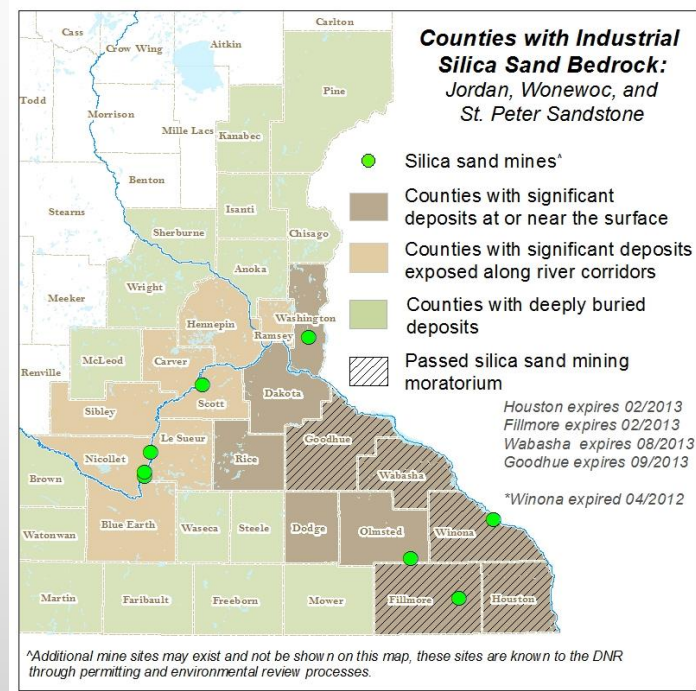 Counties with Industrial
Silica Sand Bedrock:
Jordan, Wonewoc, and
St. Peter Sandstone
Silica sand mines^
Counties with significant
deposits at or near the surface
Counties with significant deposits
exposed along river corridors
Counties with deeply buried
deposits
Passed silica sand mining
moratorium
Houston expires 02/2013
Fillmore expires 02/2013
Wabasha expires 08/2013
Goodhue expires 09/2013
*Winona expired 04/2012
Carlton
Cass
Crow Wing
Aitkin
Pine
Todd
Morrison
Mille Lacs
Kanabec
Benton
Stearns
Isanti
Sherburne
Chisago
Anoka
Wright
Meeker
Hennepin
Washington
Ramsey
McLeod
Carver
Renville
Scott
Dakota
Sibley
Le Sueur
Goodhue
Nicollet
Rice
Wabasha
Brown
Blue Earth
Waseca
Steele
Dodge
Olmsted
Winona
Watonwan
Martin
Faribault
Freeborn
Mower
Fillmore
Houston
^Additional mine sites may exist and not be shown on this map, these sites are known to the DNR
through permitting and environmental review processes.